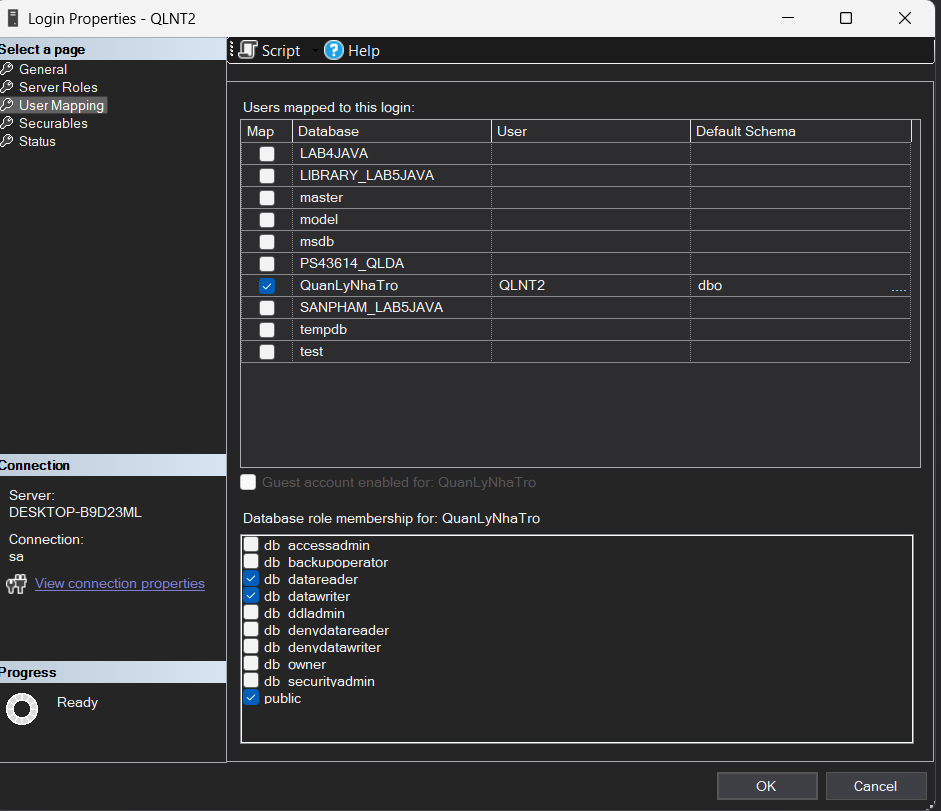 Login Properties - QLNT2
Select a page
General
Server Roles
User Mapping
Securables
Status
Script
Help
Users mapped to this login:
Map Database User Default Schema
LAB4JAVA
LIBRARY_LAB5JAVA
master
model
msdb
PS43614_QLDA
QuanLyNhaTro QLNT2 dbo ....
SANPHAM_LAB5JAVA
tempdb
test
Guest account enabled for: QuanLyNhaTro
Database role membership for: QuanLyNhaTro
db_accessadmin
db_backupoperator
db_datareader
db_datawriter
db_ddladmin
db_denydatareader
db_denydatawriter
db_owner
db_securityadmin
public
Connection
Server:
DESKTOP-B9D23ML
Connection:
sa
View connection properties
Progress
Ready
OK
Cancel